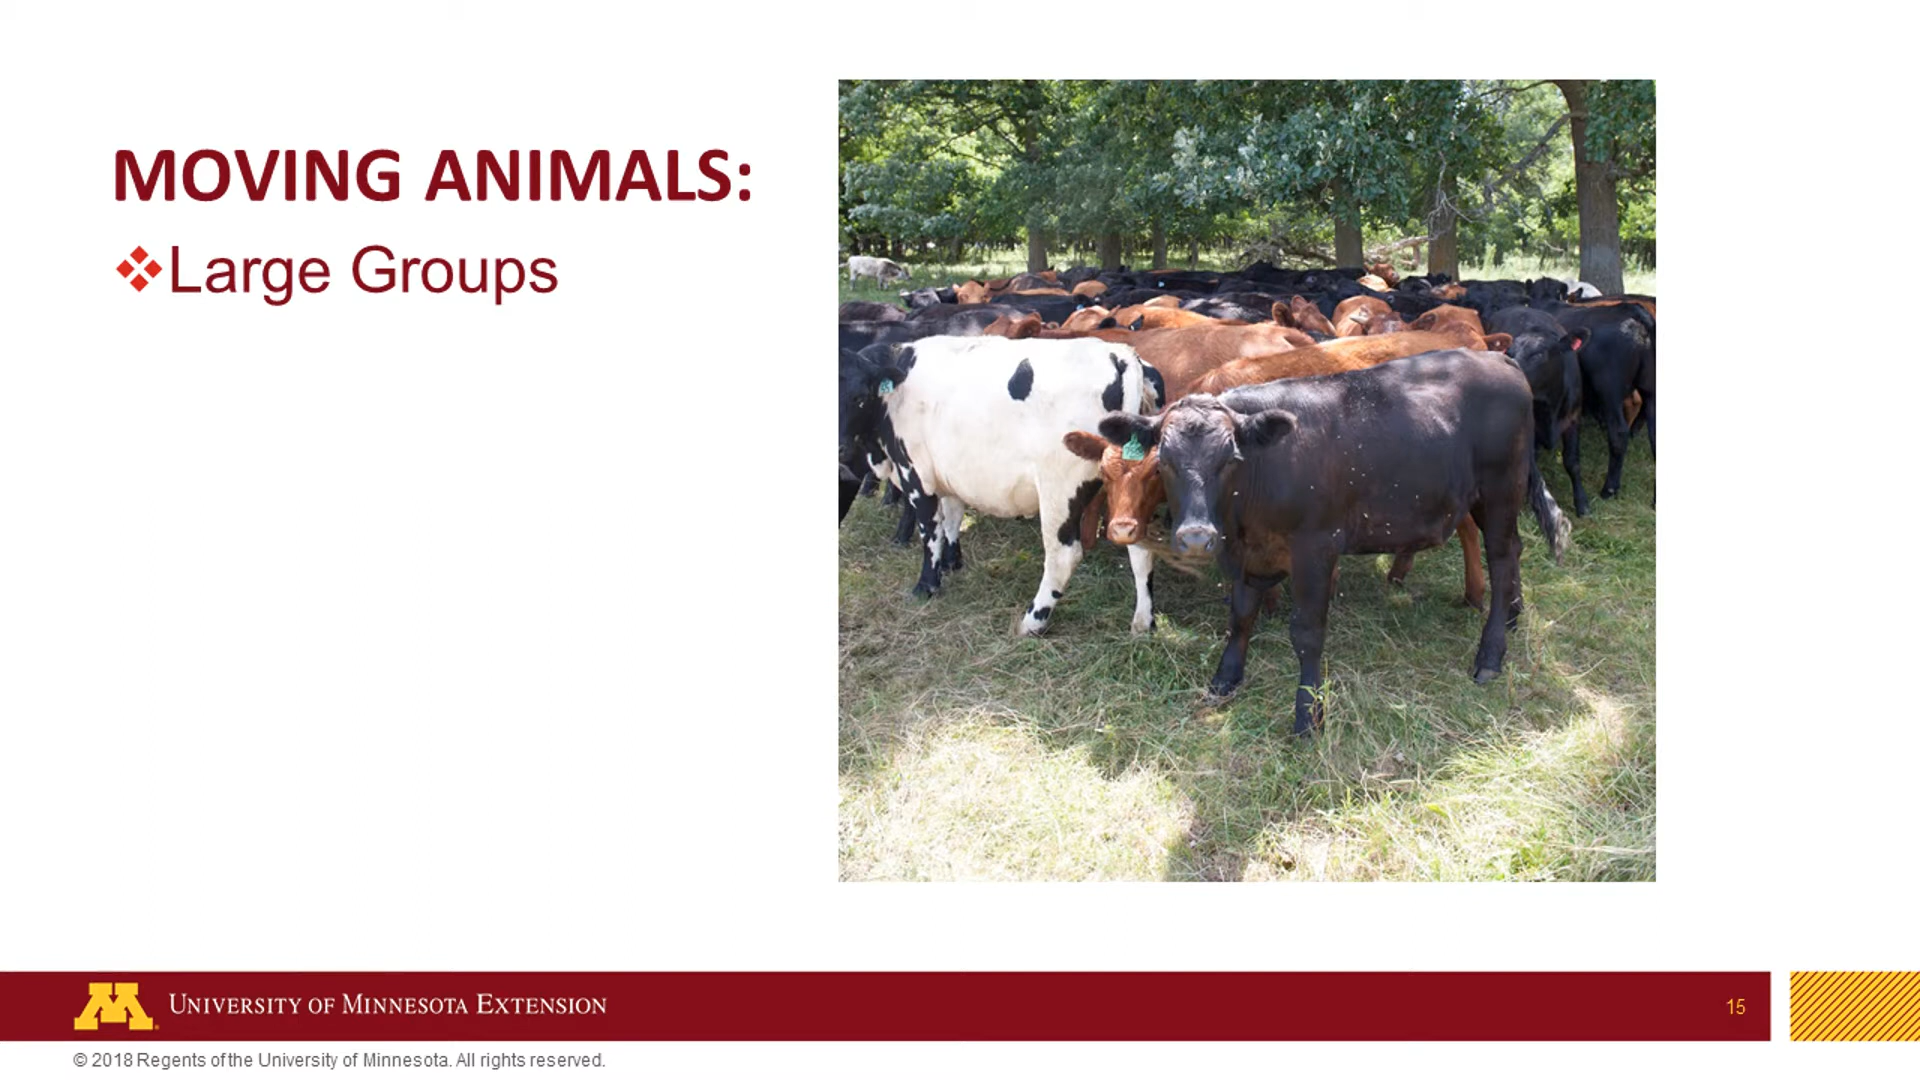 MOVING ANIMALS:
❖Large Groups
UNIVERSITY OF MINNESOTA EXTENSION
15
© 2018 Regents of the University of Minnesota. All rights reserved.